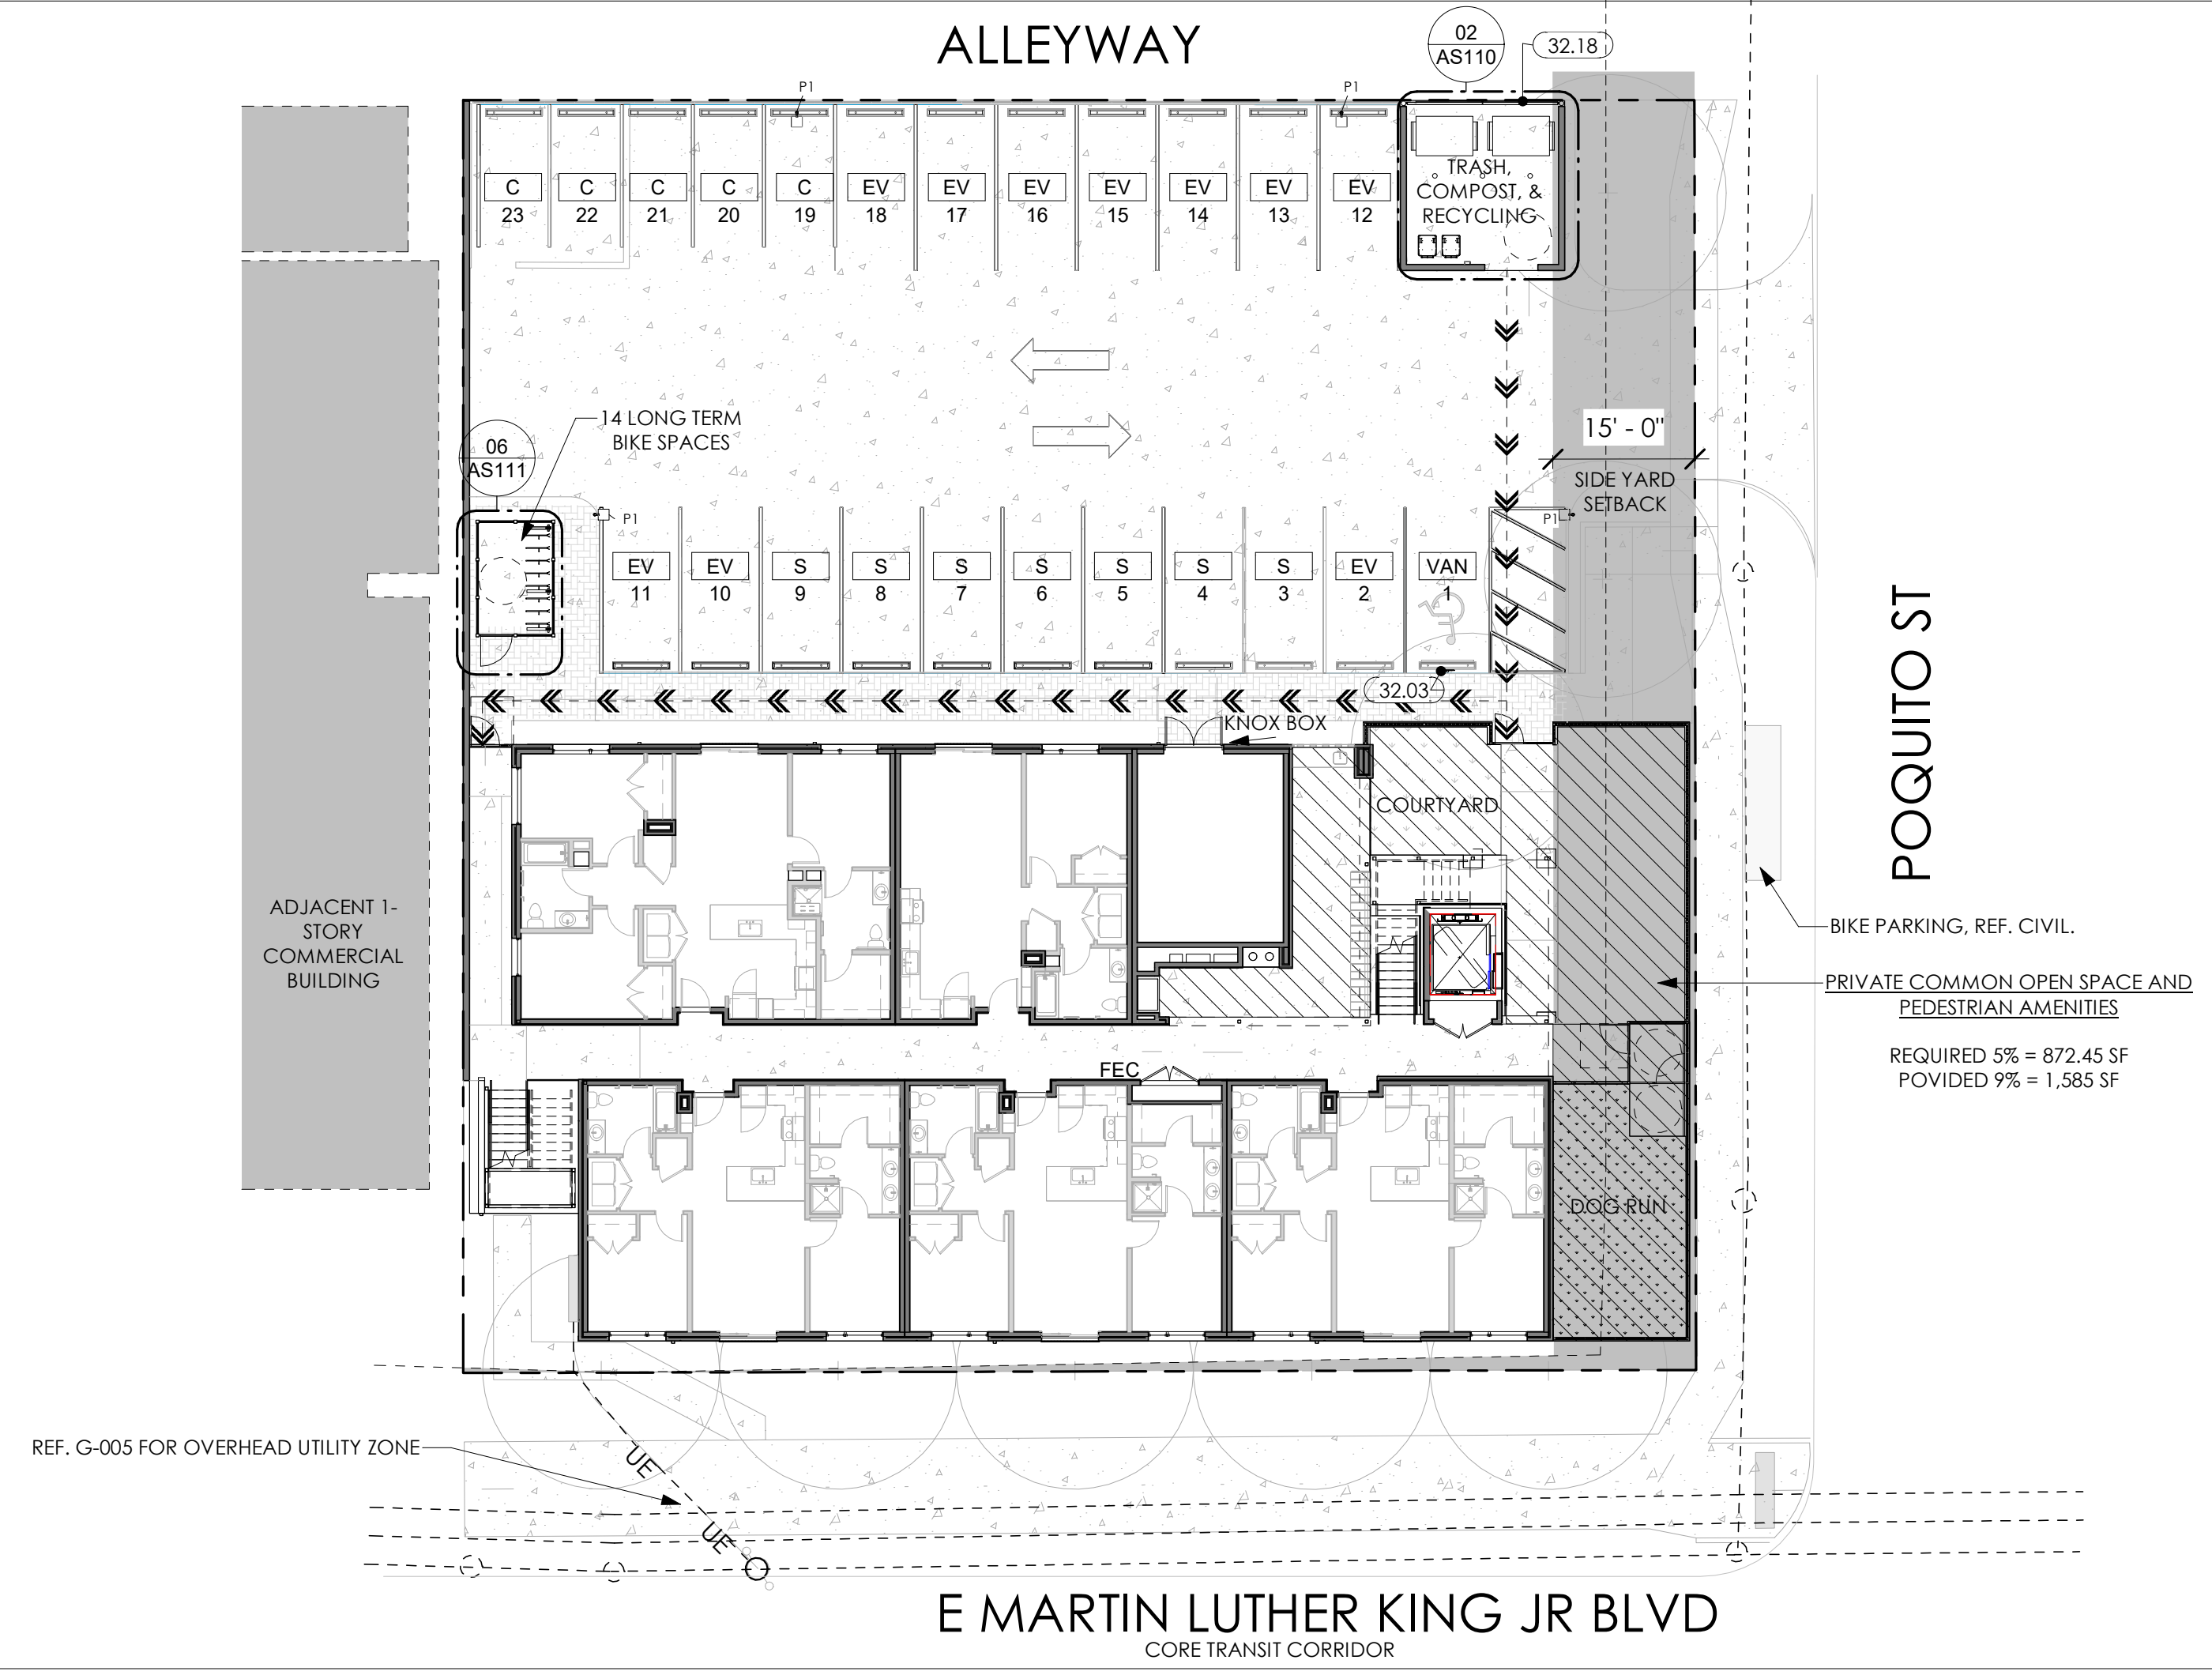 ALLEYWAY
02
AS110
32.18
P1
P1
C
23
C
22
C
21
C
20
C
19
EV
18
EV
17
EV
16
EV
15
EV
14
EV
13
EV
12
TRASH,
COMPOST, &
RECYCLING
14 LONG TERM
BIKE SPACES
06
AS111
15' - 0"
SIDE YARD
SETBACK
P1
P1
EV
11
EV
10
S
9
S
8
S
7
S
6
S
5
S
4
S
3
EV
2
VAN
1
32.03
KNOX BOX
COURTYARD
POQUITO ST
ADJACENT 1-
STORY
COMMERCIAL
BUILDING
BIKE PARKING, REF. CIVIL.
PRIVATE COMMON OPEN SPACE AND
PEDESTRIAN AMENITIES
REQUIRED 5% = 872.45 SF
POVIDED 9% = 1,585 SF
FEC
DOG RUN
REF. G-005 FOR OVERHEAD UTILITY ZONE
UE
UE
E MARTIN LUTHER KING JR BLVD
CORE TRANSIT CORRIDOR